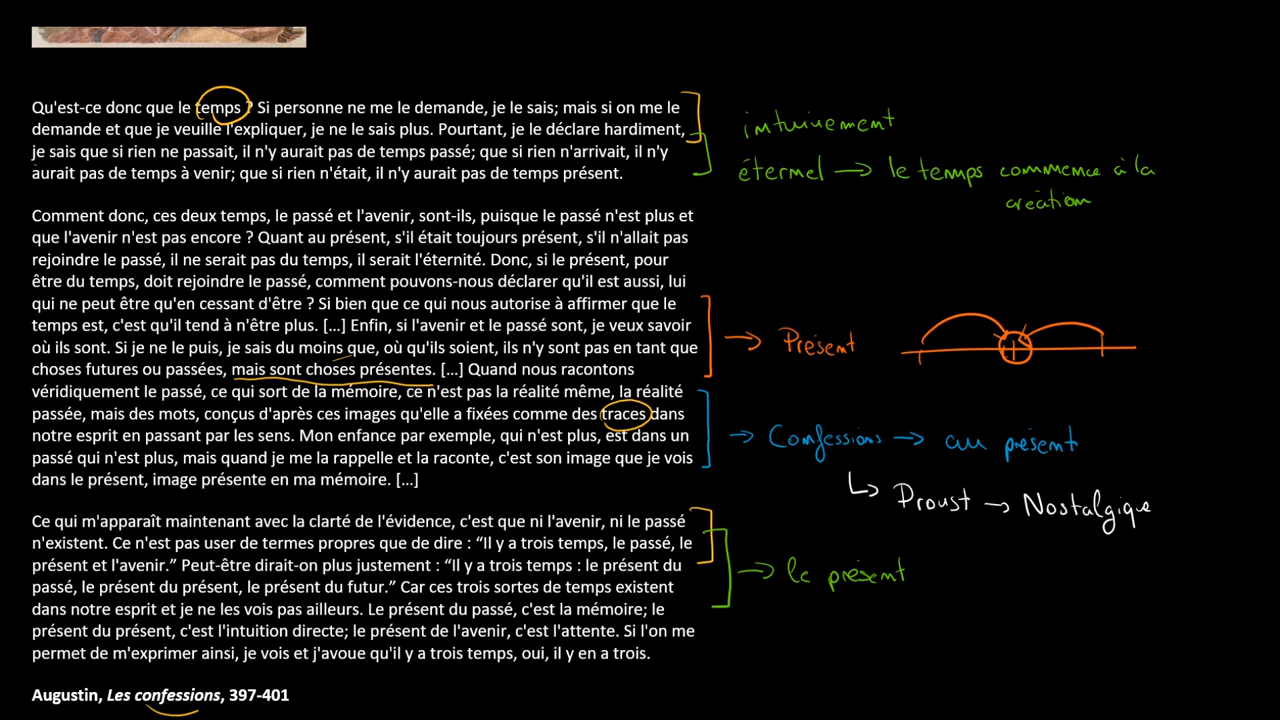 Qu'est-ce donc que le temps ? Si personne ne me le demande, je le sais; mais si on me le
demande et que je veuille l'expliquer, je ne le sais plus. Pourtant, je le déclare hardiment,
je sais que si rien ne passait, il n'y aurait pas de temps passé; que si rien n'arrivait, il n'y
aurait pas de temps à venir; que si rien n'était, il n'y aurait pas de temps présent.
intuivement
éternel → le temps commence à la
création
Comment donc, ces deux temps, le passé et l'avenir, sont-ils, puisque le passé n'est plus et
que l'avenir n'est pas encore ? Quant au présent, s'il était toujours présent, s'il n'allait pas
rejoindre le passé, il ne serait pas du temps, il serait l'éternité. Donc, si le présent, pour
être du temps, doit rejoindre le passé, comment pouvons-nous déclarer qu'il est aussi, lui
qui ne peut être qu'en cessant d'être ? Si bien que ce qui nous autorise à affirmer que le
temps est, c'est qu'il tend à n'être plus. […] Enfin, si l'avenir et le passé sont, je veux savoir
où ils sont. Si je ne le puis, je sais du moins que, où qu'ils soient, ils n'y sont pas en tant que
choses futures ou passées, mais sont choses présentes. […] Quand nous racontons
véridiquement le passé, ce qui sort de la mémoire, ce n'est pas la réalité même, la réalité
passée, mais des mots, conçus d'après ces images qu'elle a fixées comme des traces dans
notre esprit en passant par les sens. Mon enfance par exemple, qui n'est plus, est dans un
passé qui n'est plus, mais quand je me la rappelle et la raconte, c'est son image que je vois
dans le présent, image présente en ma mémoire. […]
→ Présent
→ Confessions → au présent
↳ Proust → Nostalgique
Ce qui m'apparaît maintenant avec la clarté de l'évidence, c'est que ni l'avenir, ni le passé
n'existent. Ce n'est pas user de termes propres que de dire : “Il y a trois temps, le passé, le
présent et l'avenir.” Peut-être dirait-on plus justement : “Il y a trois temps : le présent du
passé, le présent du présent, le présent du futur.” Car ces trois sortes de temps existent
dans notre esprit et je ne les vois pas ailleurs. Le présent du passé, c'est la mémoire; le
présent du présent, c'est l'intuition directe; le présent de l'avenir, c'est l'attente. Si l'on me
permet de m'exprimer ainsi, je vois et j'avoue qu'il y a trois temps, oui, il y en a trois.
→ le présent
Augustin, Les confessions, 397-401